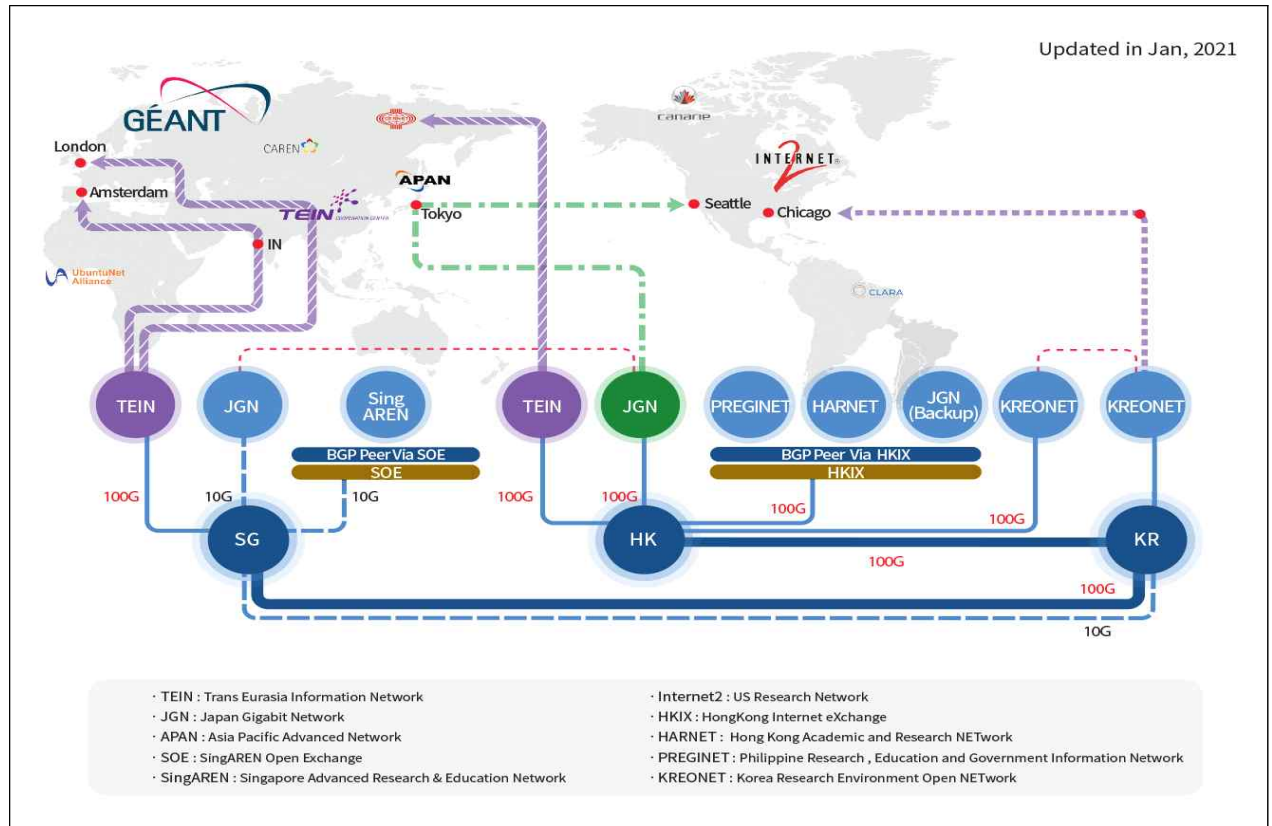 Updated in Jan, 2021
GÉANT
CAREN
London
Amsterdam
TEIN
COOPERATION CENTER
IN
UbuntuNet
Alliance
APAN
Tokyo
canarie
INTERNET
2
Seattle
Chicago
CLARA
TEIN
JGN
Sing
AREN
TEIN
JGN
PREGINET
HARNET
JGN
(Backup)
KREONET
KREONET
BGP Peer Via SOE
SOE
BGP Peer Via HKIX
HKIX
100G
10G
10G
100G
100G
100G
100G
SG
HK
KR
100G
100G
10G
· TEIN : Trans Eurasia Information Network
· JGN : Japan Gigabit Network
· APAN : Asia Pacific Advanced Network
· SOE : SingAREN Open Exchange
· SingAREN : Singapore Advanced Research & Education Network
· Internet2 : US Research Network
· HKIX : HongKong Internet eXchange
· HARNET : Hong Kong Academic and Research NETwork
· PREGINET : Philippine Research , Education and Government Information Network
· KREONET : Korea Research Environment Open NETwork